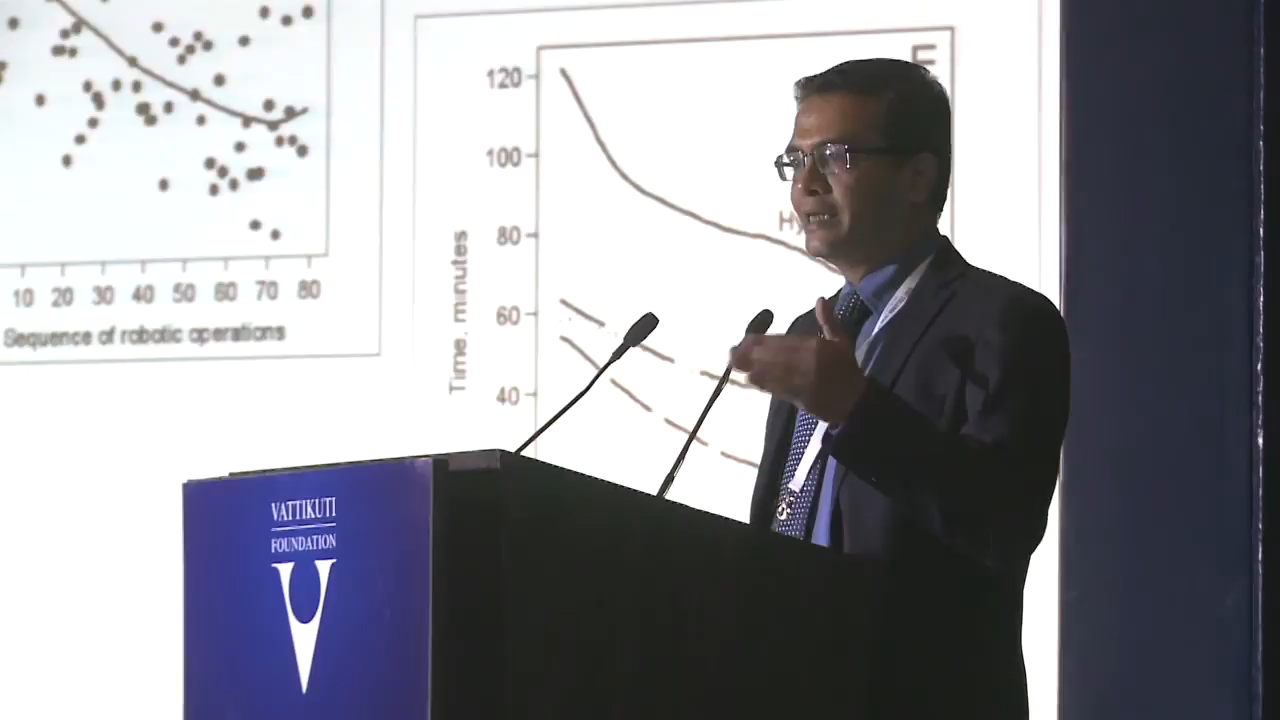 10 20 30 40 50 60 70 80
Sequence of robotic operations
120
100
80
60
40
Time, minutes
VATTIKUTI
FOUNDATION